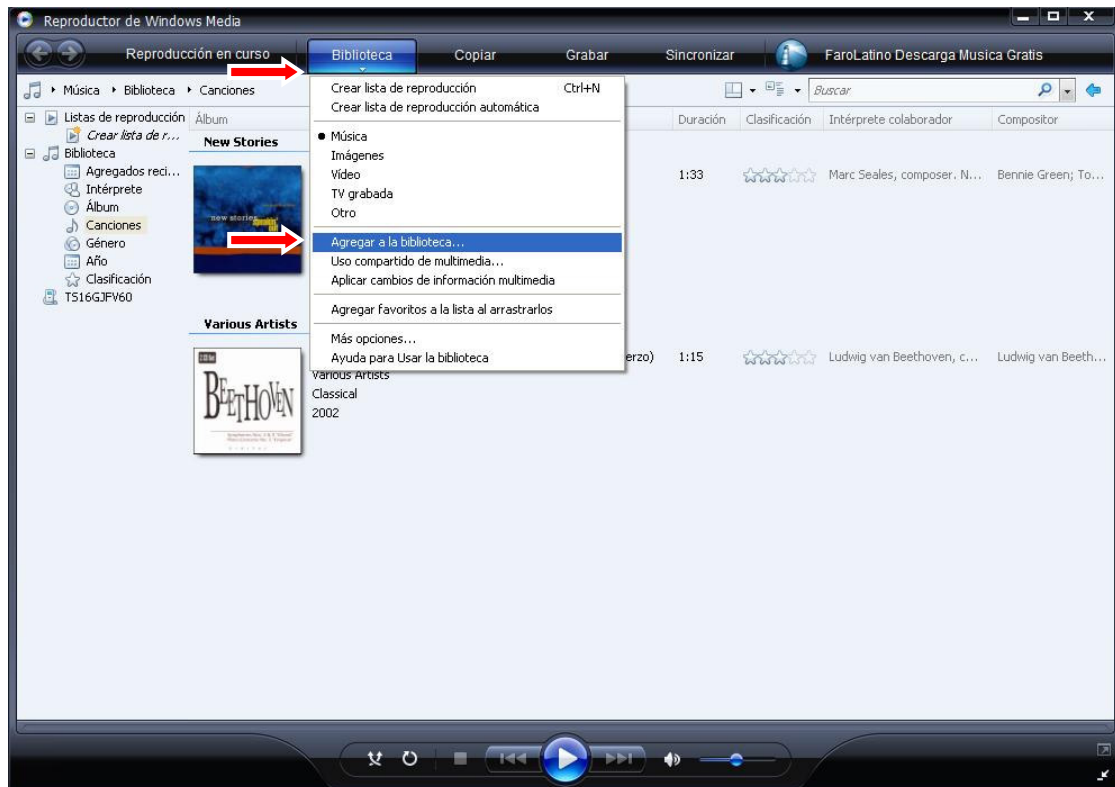 Reproductor de Windows Media
Reproducción en curso Biblioteca Copiar Grabar Sincronizar FaroLatino Descarga Musica Gratis
Música Biblioteca Canciones
Buscar
Listas de reproducción
Crear lista de r...
Biblioteca
Agregados reci...
Intérprete
Álbum
Canciones
Género
Año
Clasificación
TS16GJFV60
Crear lista de reproducción Ctrl+N
Crear lista de reproducción automática
Música
Imágenes
Vídeo
TV grabada
Otro
Agregar a la biblioteca...
Uso compartido de multimedia...
Aplicar cambios de información multimedia
Agregar favoritos a la lista al arrastrarlos
Más opciones...
Ayuda para Usar la biblioteca
Álbum Duración Clasificación Intérprete colaborador Compositor
New Stories
new stories
1:33 Marc Seales, composer. N... Bennie Green; To...
Various Artists
IBM
BEETHOVEN
erzo) 1:15 Ludwig van Beethoven, c... Ludwig van Beeth...
Various Artists
Classical
2002